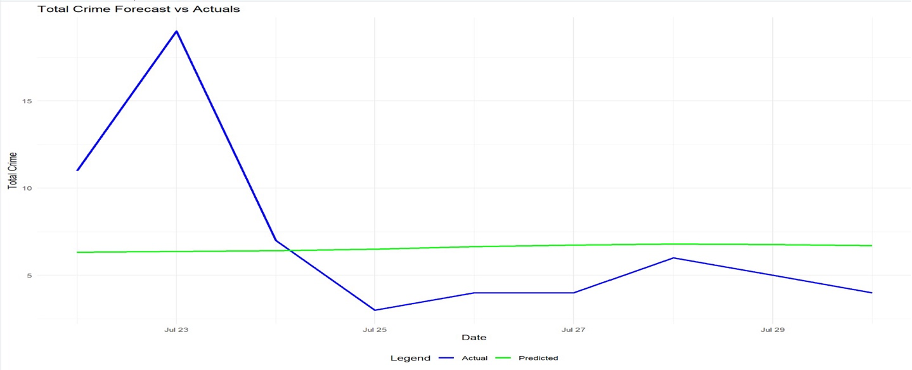 Total Crime Forecast vs Actuals
Total Crime
15
10
5
Jul 23 Jul 25 Jul 27 Jul 29
Date
Legend Actual Predicted